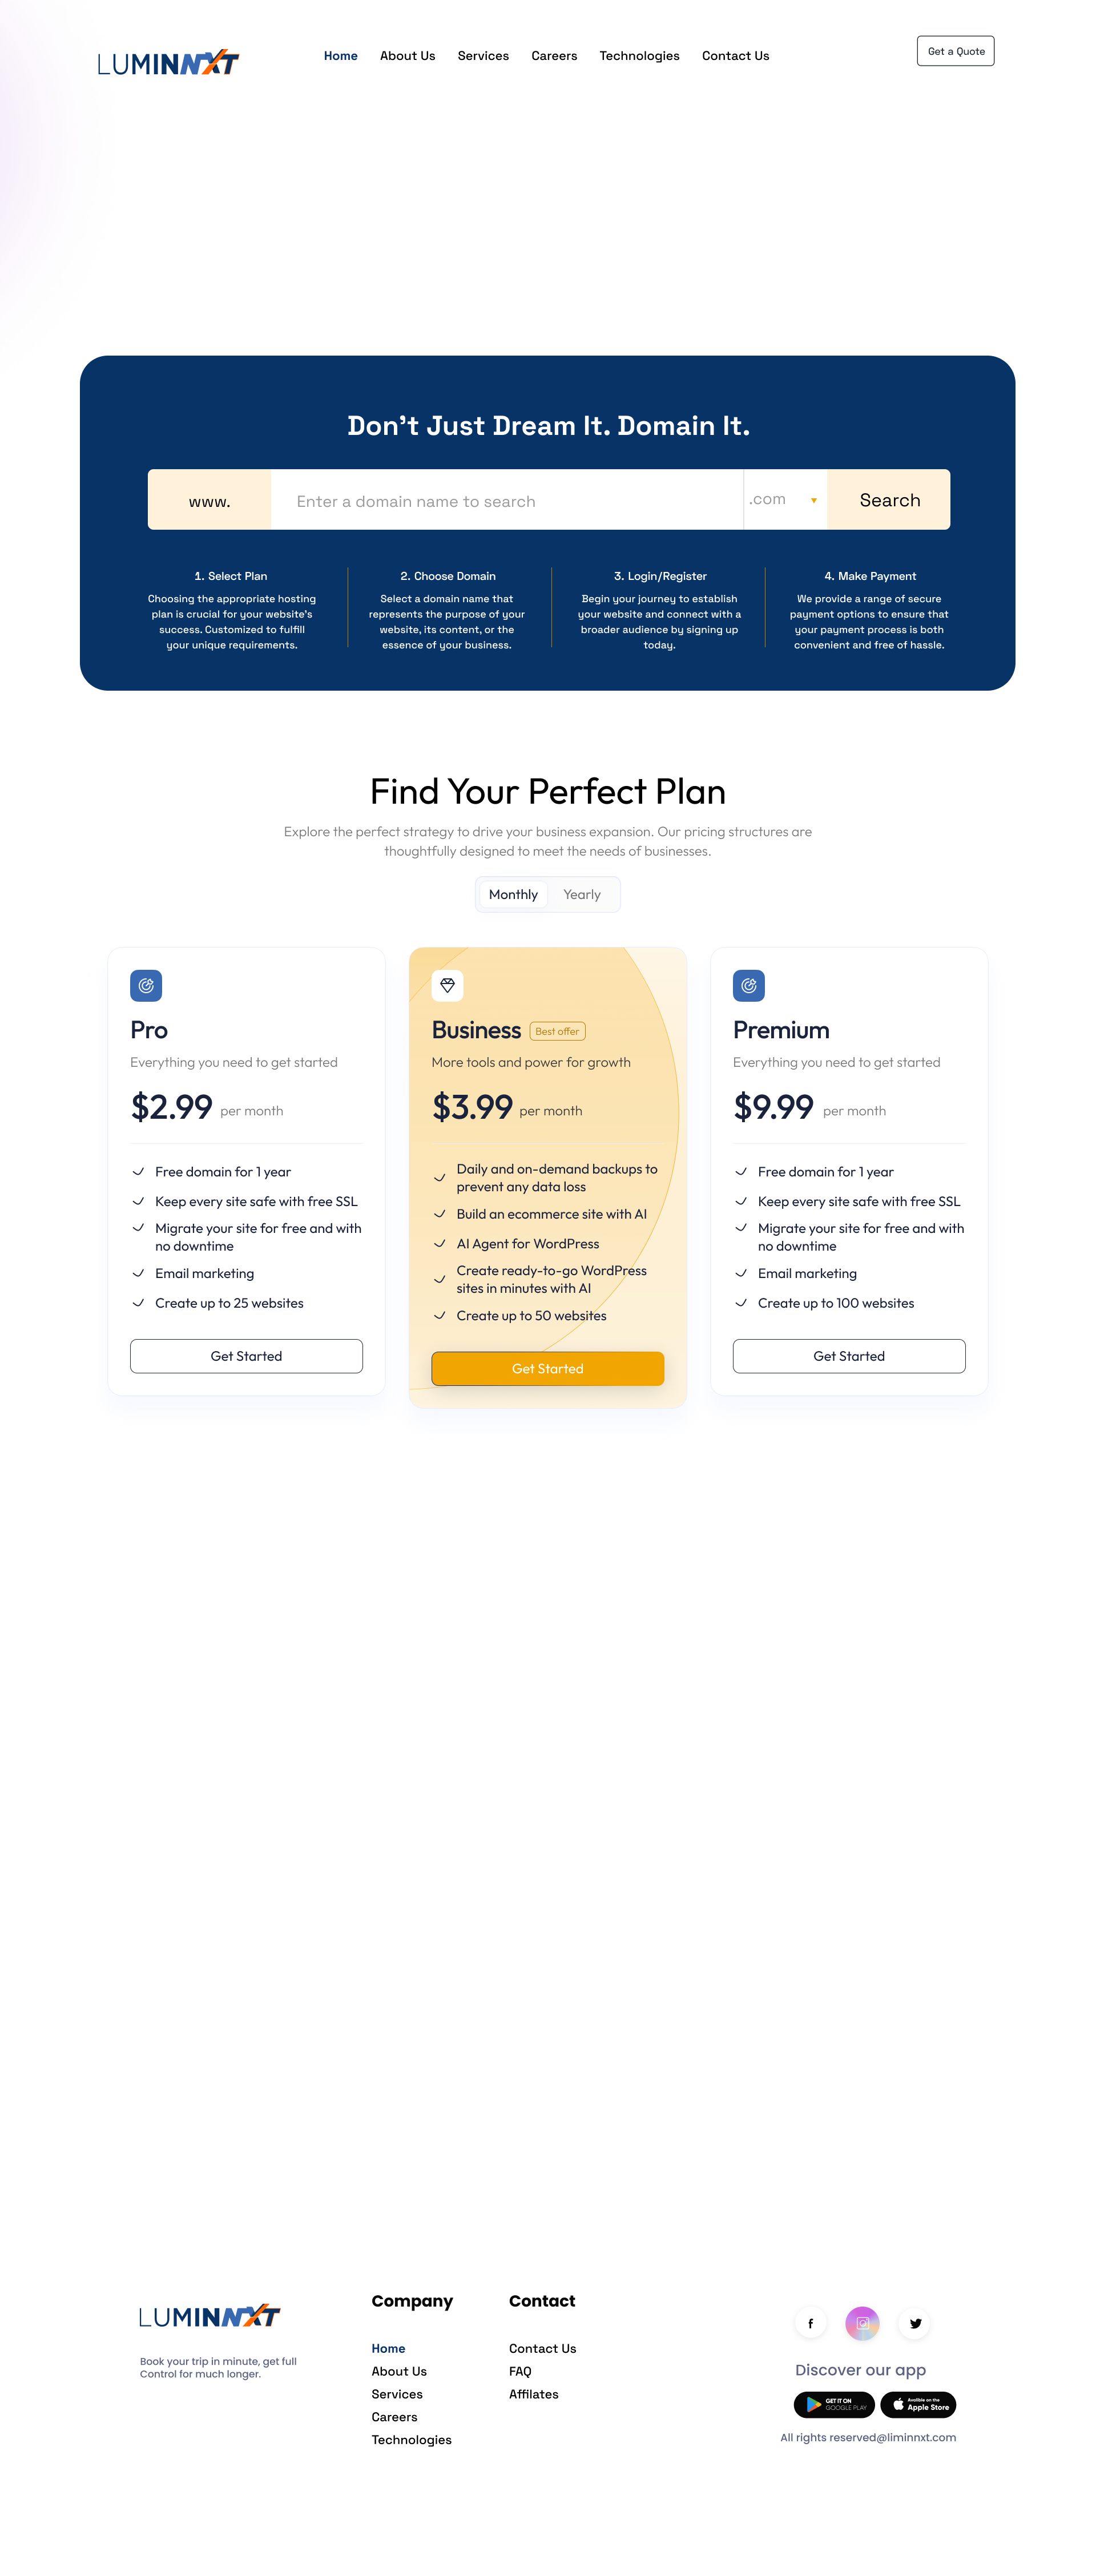 LUMINNXT
Home About Us Services Careers Technologies Contact Us
Get a Quote
Don't Just Dream It. Domain It.
www.
Enter a domain name to search
.com
Search
1. Select Plan
Choosing the appropriate hosting
plan is crucial for your website's
success. Customized to fulfill
your unique requirements.
2. Choose Domain
Select a domain name that
represents the purpose of your
website, its content, or the
essence of your business.
3. Login/Register
Begin your journey to establish
your website and connect with a
broader audience by signing up
today.
4. Make Payment
We provide a range of secure
payment options to ensure that
your payment process is both
convenient and free of hassle.
Find Your Perfect Plan
Explore the perfect strategy to drive your business expansion. Our pricing structures are
thoughtfully designed to meet the needs of businesses.
Monthly Yearly
Pro
Everything you need to get started
$2.99 per month
Free domain for 1 year
Keep every site safe with free SSL
Migrate your site for free and with
no downtime
Email marketing
Create up to 25 websites
Get Started
Business Best offer
More tools and power for growth
$3.99 per month
Daily and on-demand backups to
prevent any data loss
Build an ecommerce site with AI
AI Agent for WordPress
Create ready-to-go WordPress
sites in minutes with AI
Create up to 50 websites
Get Started
Premium
Everything you need to get started
$9.99 per month
Free domain for 1 year
Keep every site safe with free SSL
Migrate your site for free and with
no downtime
Email marketing
Create up to 100 websites
Get Started
LUMINNXT
Book your trip in minute, get full
Control for much longer.
Company
Home
About Us
Services
Careers
Technologies
Contact
Contact Us
FAQ
Affilates
Discover our app
GET IT ON
GOOGLE PLAY
Availble on the
Apple Store
All rights reserved@liminnxt.com